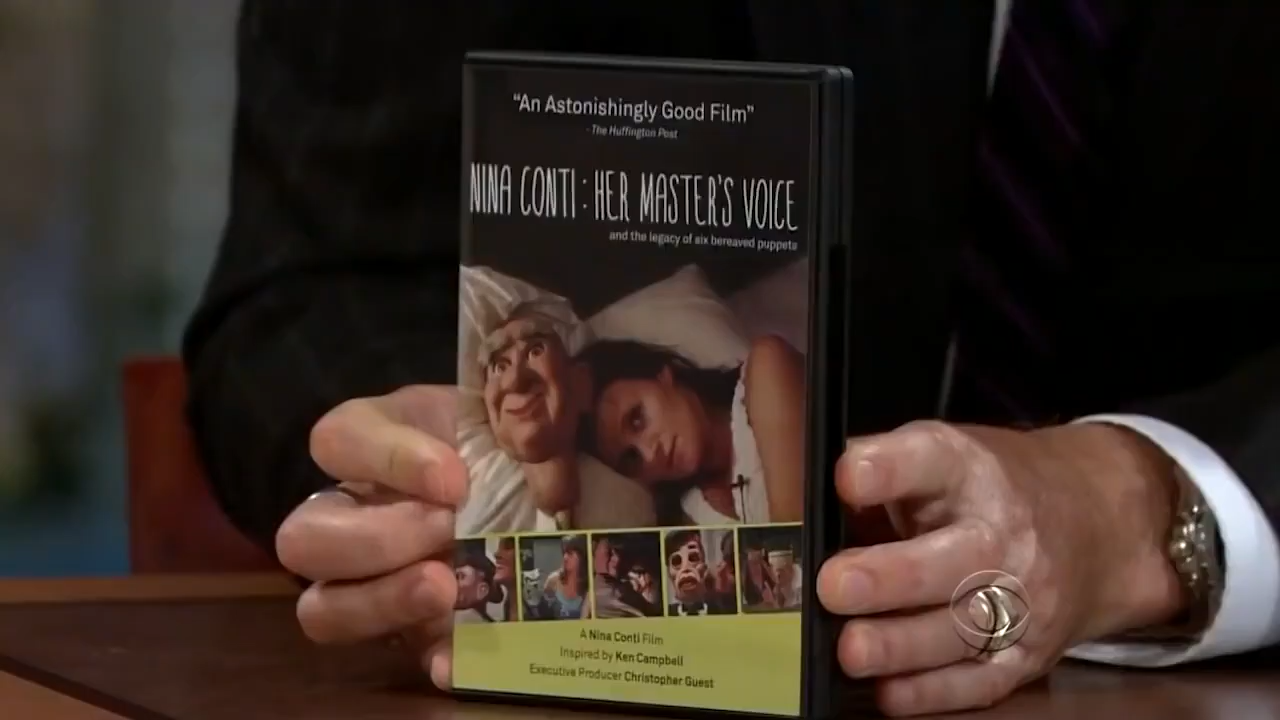 “An Astonishingly Good Film”
- The Huffington Post
NINA CONTI : HER MASTER'S VOICE
and the legacy of six bereaved puppets
A Nina Conti Film
Inspired by Ken Campbell
Executive Producer Christopher Guest